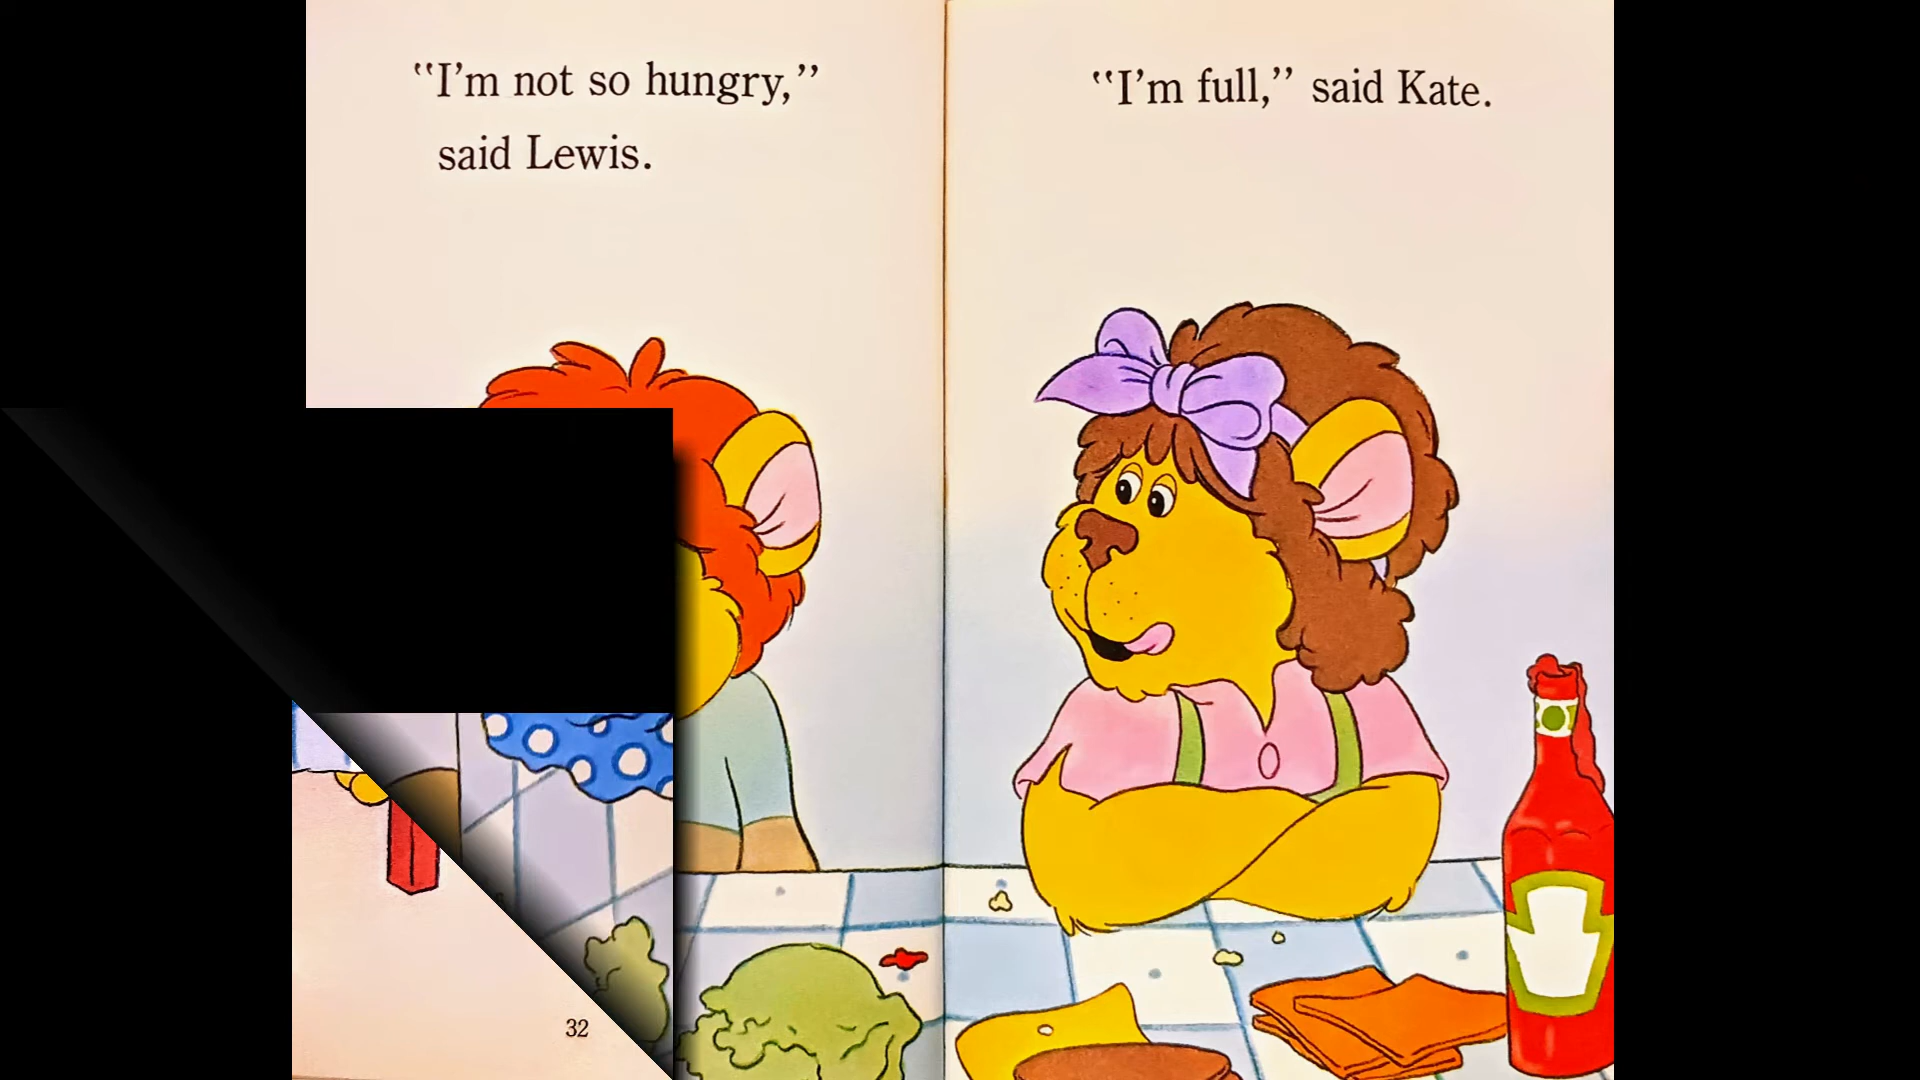 “I’m not so hungry,”
said Lewis.
“I’m full,” said Kate.
32